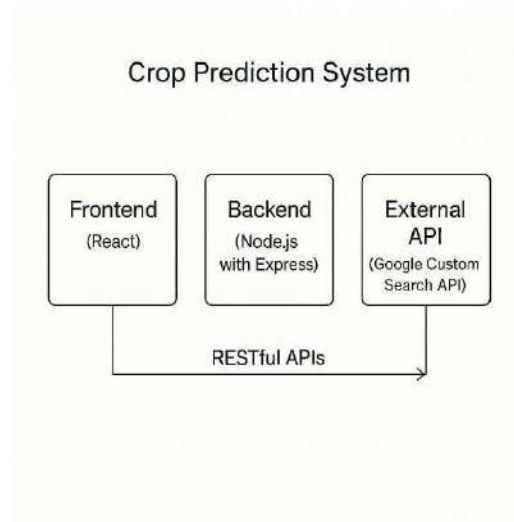 Crop Prediction System
Frontend
(React)
Backend
(Node.js
with Express)
External
API
(Google Custom
Search API)
RESTful APIs